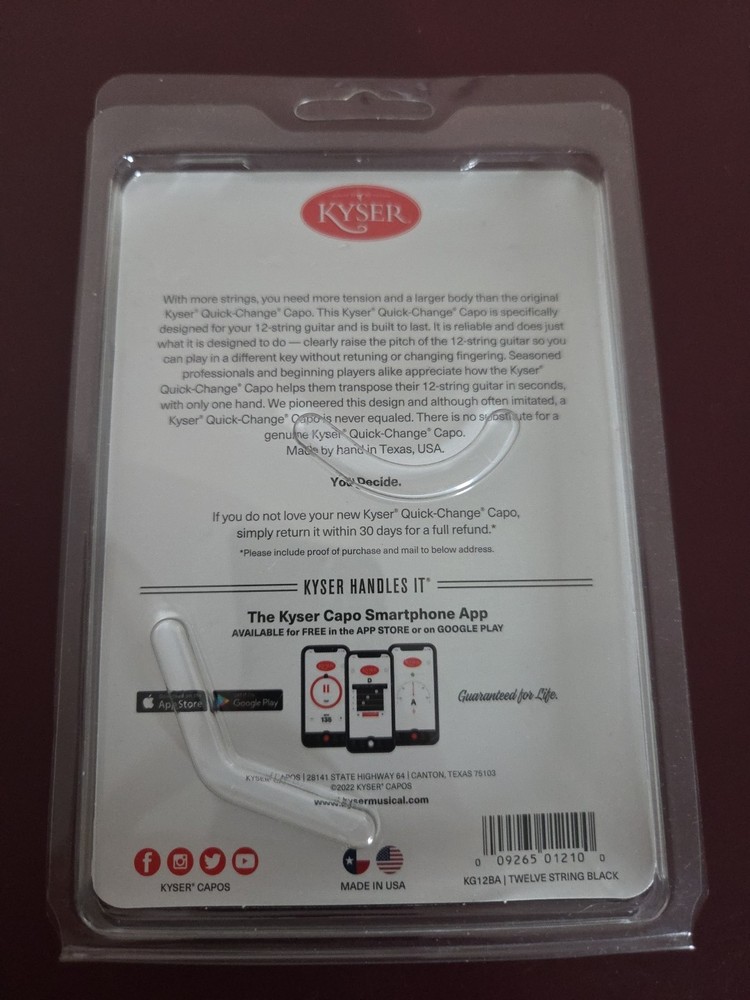 KYSER®
With more strings, you need more tension and a larger body than the original
Kyser® Quick-Change® Capo. This Kyser® Quick-Change® Capo is specifically
designed for your 12-string guitar and is built to last. It is reliable and does just
what it is designed to do — clearly raise the pitch of the 12-string guitar so you
can play in a different key without retuning or changing fingering. Seasoned
professionals and beginning players alike appreciate how the Kyser®
Quick-Change® Capo helps them transpose their 12-string guitar in seconds,
with only one hand. We pioneered this design and although often imitated, a
Kyser® Quick-Change® Capo is never equaled. There is no substitute for a
genuine Kyser® Quick-Change® Capo.
Made by hand in Texas, USA.
You Decide.
If you do not love your new Kyser® Quick-Change® Capo,
simply return it within 30 days for a full refund.*
*Please include proof of purchase and mail to below address.
KYSER HANDLES IT®
The Kyser Capo Smartphone App
AVAILABLE for FREE in the APP STORE or on GOOGLE PLAY
App Store
Google Play
D
A
Guaranteed for Life.
KYSER® CAPOS | 28141 STATE HIGHWAY 64 | CANTON, TEXAS 75103
©2022 KYSER® CAPOS
www.kysermusical.com
KYSER® CAPOS
MADE IN USA
0 09265 01210 0
KG12BA | TWELVE STRING BLACK